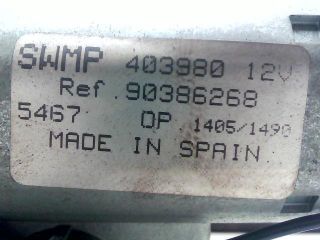 SWMP 403980 12V
Ref. 90386268
5467 OP 1405/1490
MADE IN SPAIN